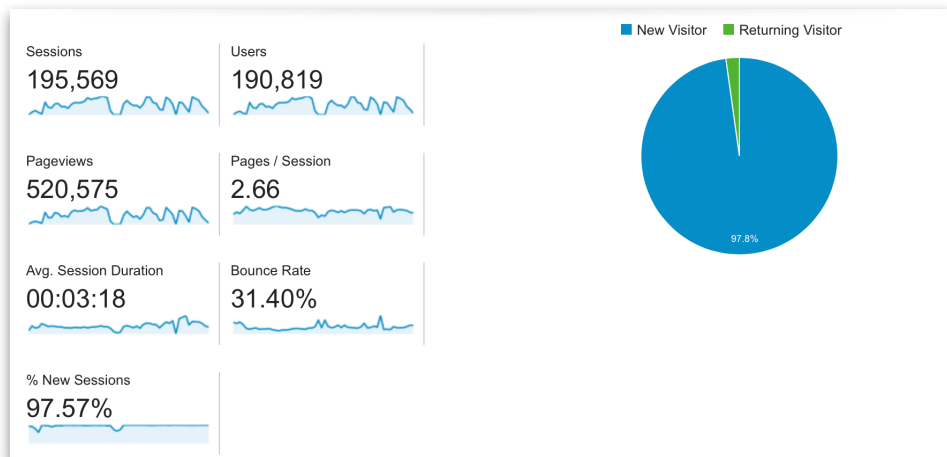 Sessions
195,569
Users
190,819
Pageviews
520,575
Pages / Session
2.66
Avg. Session Duration
00:03:18
Bounce Rate
31.40%
% New Sessions
97.57%
New Visitor
Returning Visitor
97.8%